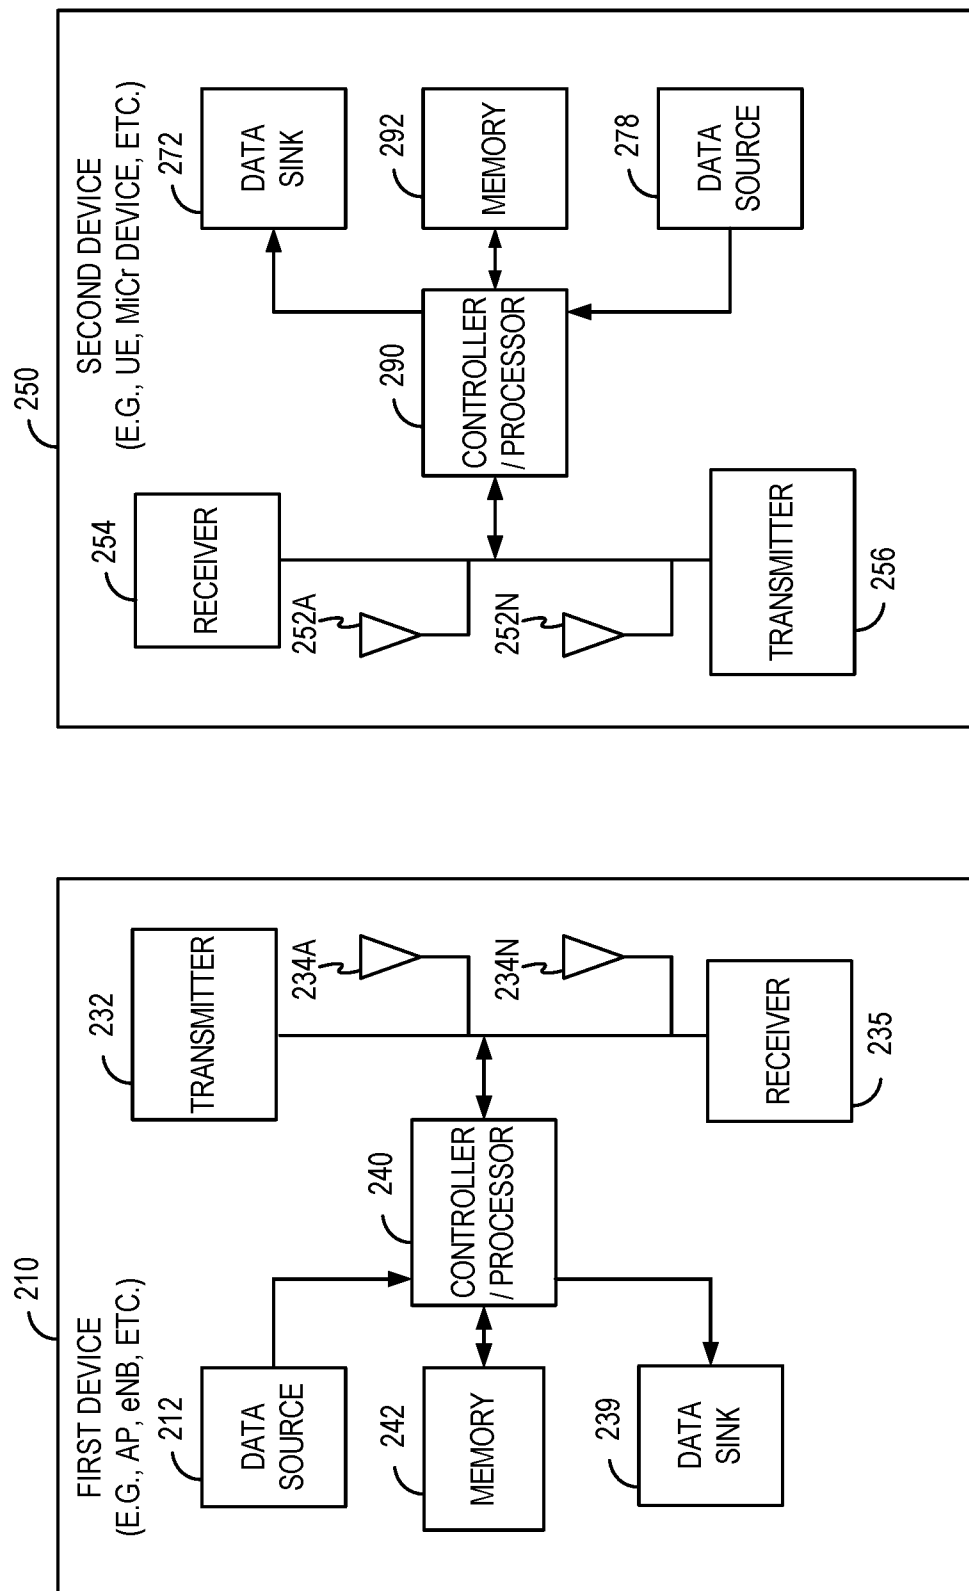 210
FIRST DEVICE
(E.G., AP, eNB, ETC.)
212
DATA
SOURCE
242
MEMORY
239
DATA
SINK
240
CONTROLLER
/ PROCESSOR
232
TRANSMITTER
234A
234N
RECEIVER
235
250
SECOND DEVICE
(E.G., UE, MiCr DEVICE, ETC.)
254
RECEIVER
252A
252N
TRANSMITTER
256
290
CONTROLLER
/ PROCESSOR
272
DATA
SINK
292
MEMORY
278
DATA
SOURCE